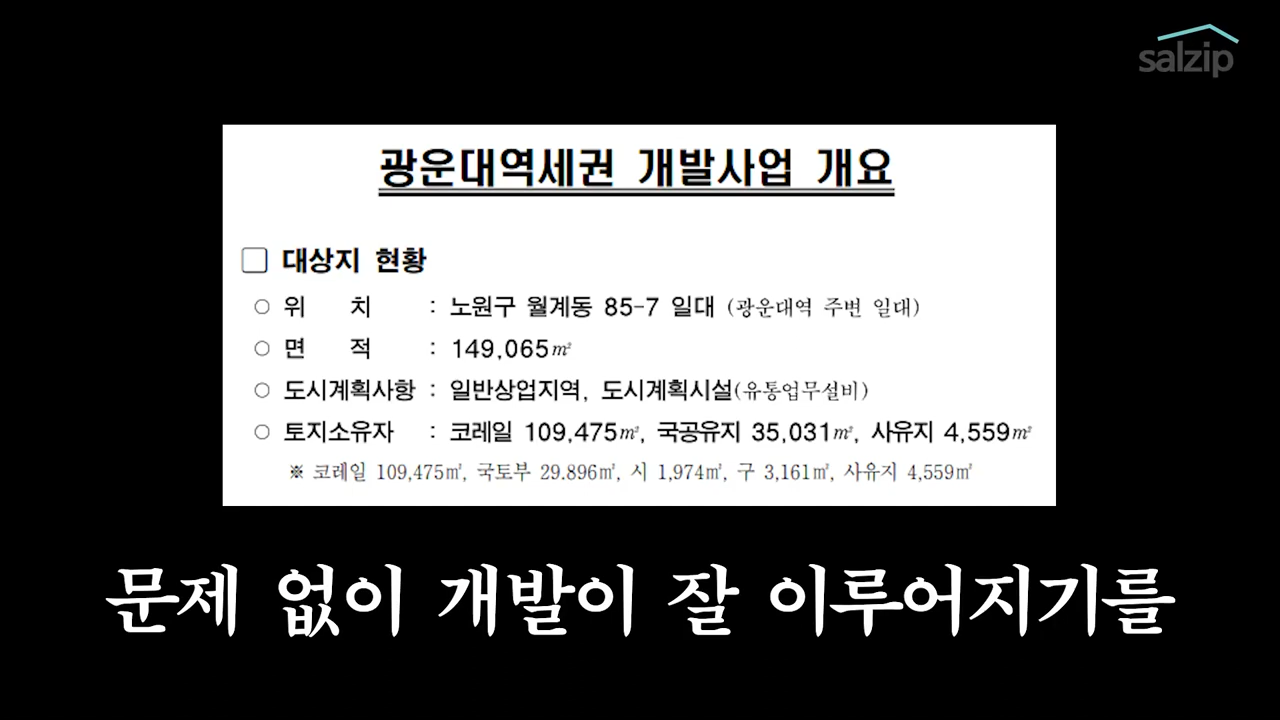 salzip
광운대역세권 개발사업 개요
□ 대상지 현황
○ 위 치 : 노원구 월계동 85-7 일대 (광운대역 주변 일대)
○ 면 적 : 149,065㎡
○ 도시계획사항 : 일반상업지역, 도시계획시설(유통업무설비)
○ 토지소유자 : 코레일 109,475㎡, 국공유지 35,031㎡, 사유지 4,559㎡
※ 코레일 109,475㎡, 국토부 29.896㎡, 시 1,974㎡, 구 3,161㎡, 사유지 4,559㎡
문제 없이 개발이 잘 이루어지기를